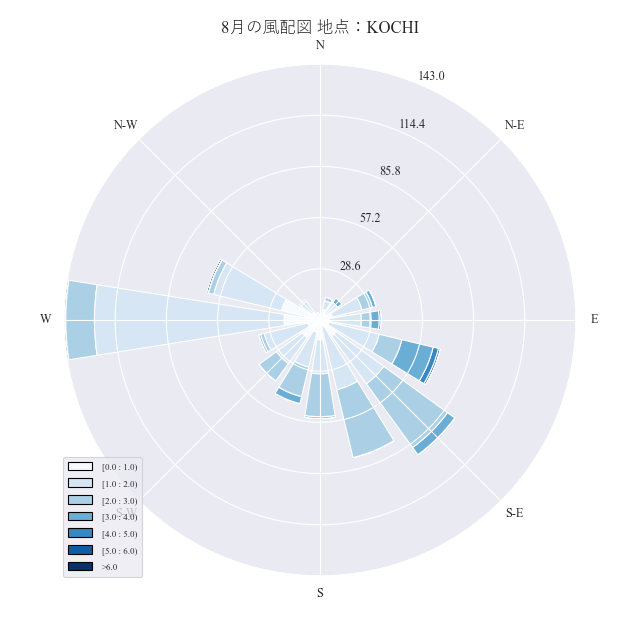 8月の風配図 地点：KOCHI
N
143.0
N-W
N-E
114.4
85.8
57.2
28.6
W
E
[0.0 : 1.0)
[1.0 : 2.0)
[2.0 : 3.0)
S-W
[3.0 : 4.0)
S-E
[4.0 : 5.0)
[5.0 : 6.0)
>6.0
S